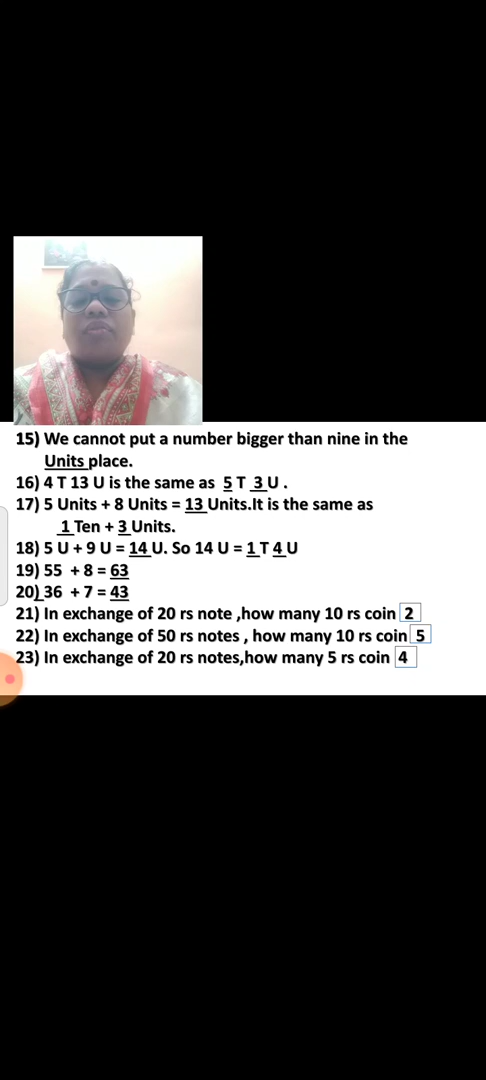 15) We cannot put a number bigger than nine in the
Units place.
16) 4 T 13 U is the same as 5 T 3 U .
17) 5 Units + 8 Units = 13 Units.It is the same as
1 Ten + 3 Units.
18) 5 U + 9 U = 14 U. So 14 U = 1 T 4 U
19) 55 + 8 = 63
20) 36 + 7 = 43
21) In exchange of 20 rs note ,how many 10 rs coin 2
22) In exchange of 50 rs notes , how many 10 rs coin 5
23) In exchange of 20 rs notes,how many 5 rs coin 4